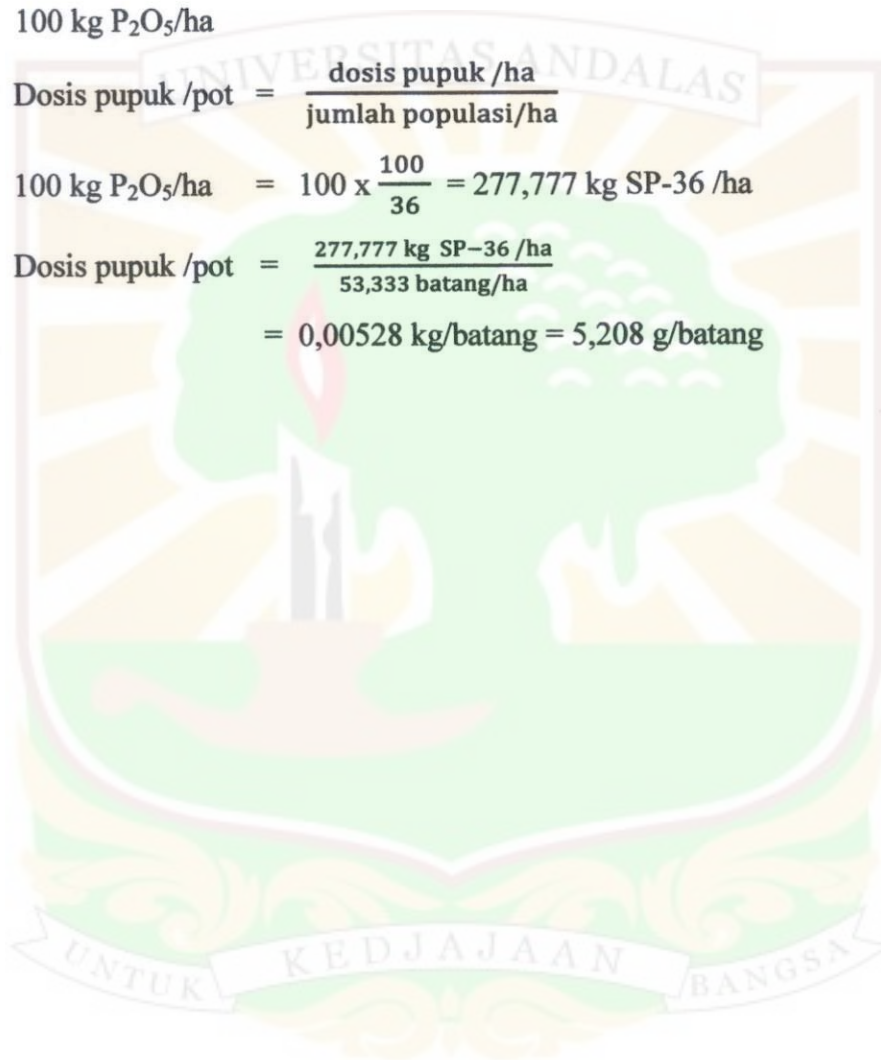 100 kg P₂O₅/ha
UNIVERSITAS ANDALAS
Dosis pupuk /pot = dosis pupuk /ha / jumlah populasi/ha
100 kg P₂O₅/ha = 100 x 100/36 = 277,777 kg SP-36 /ha
Dosis pupuk /pot = 277,777 kg SP−36 /ha / 53,333 batang/ha
= 0,00528 kg/batang = 5,208 g/batang
UNTUK KEDJAJAAN BANGSA